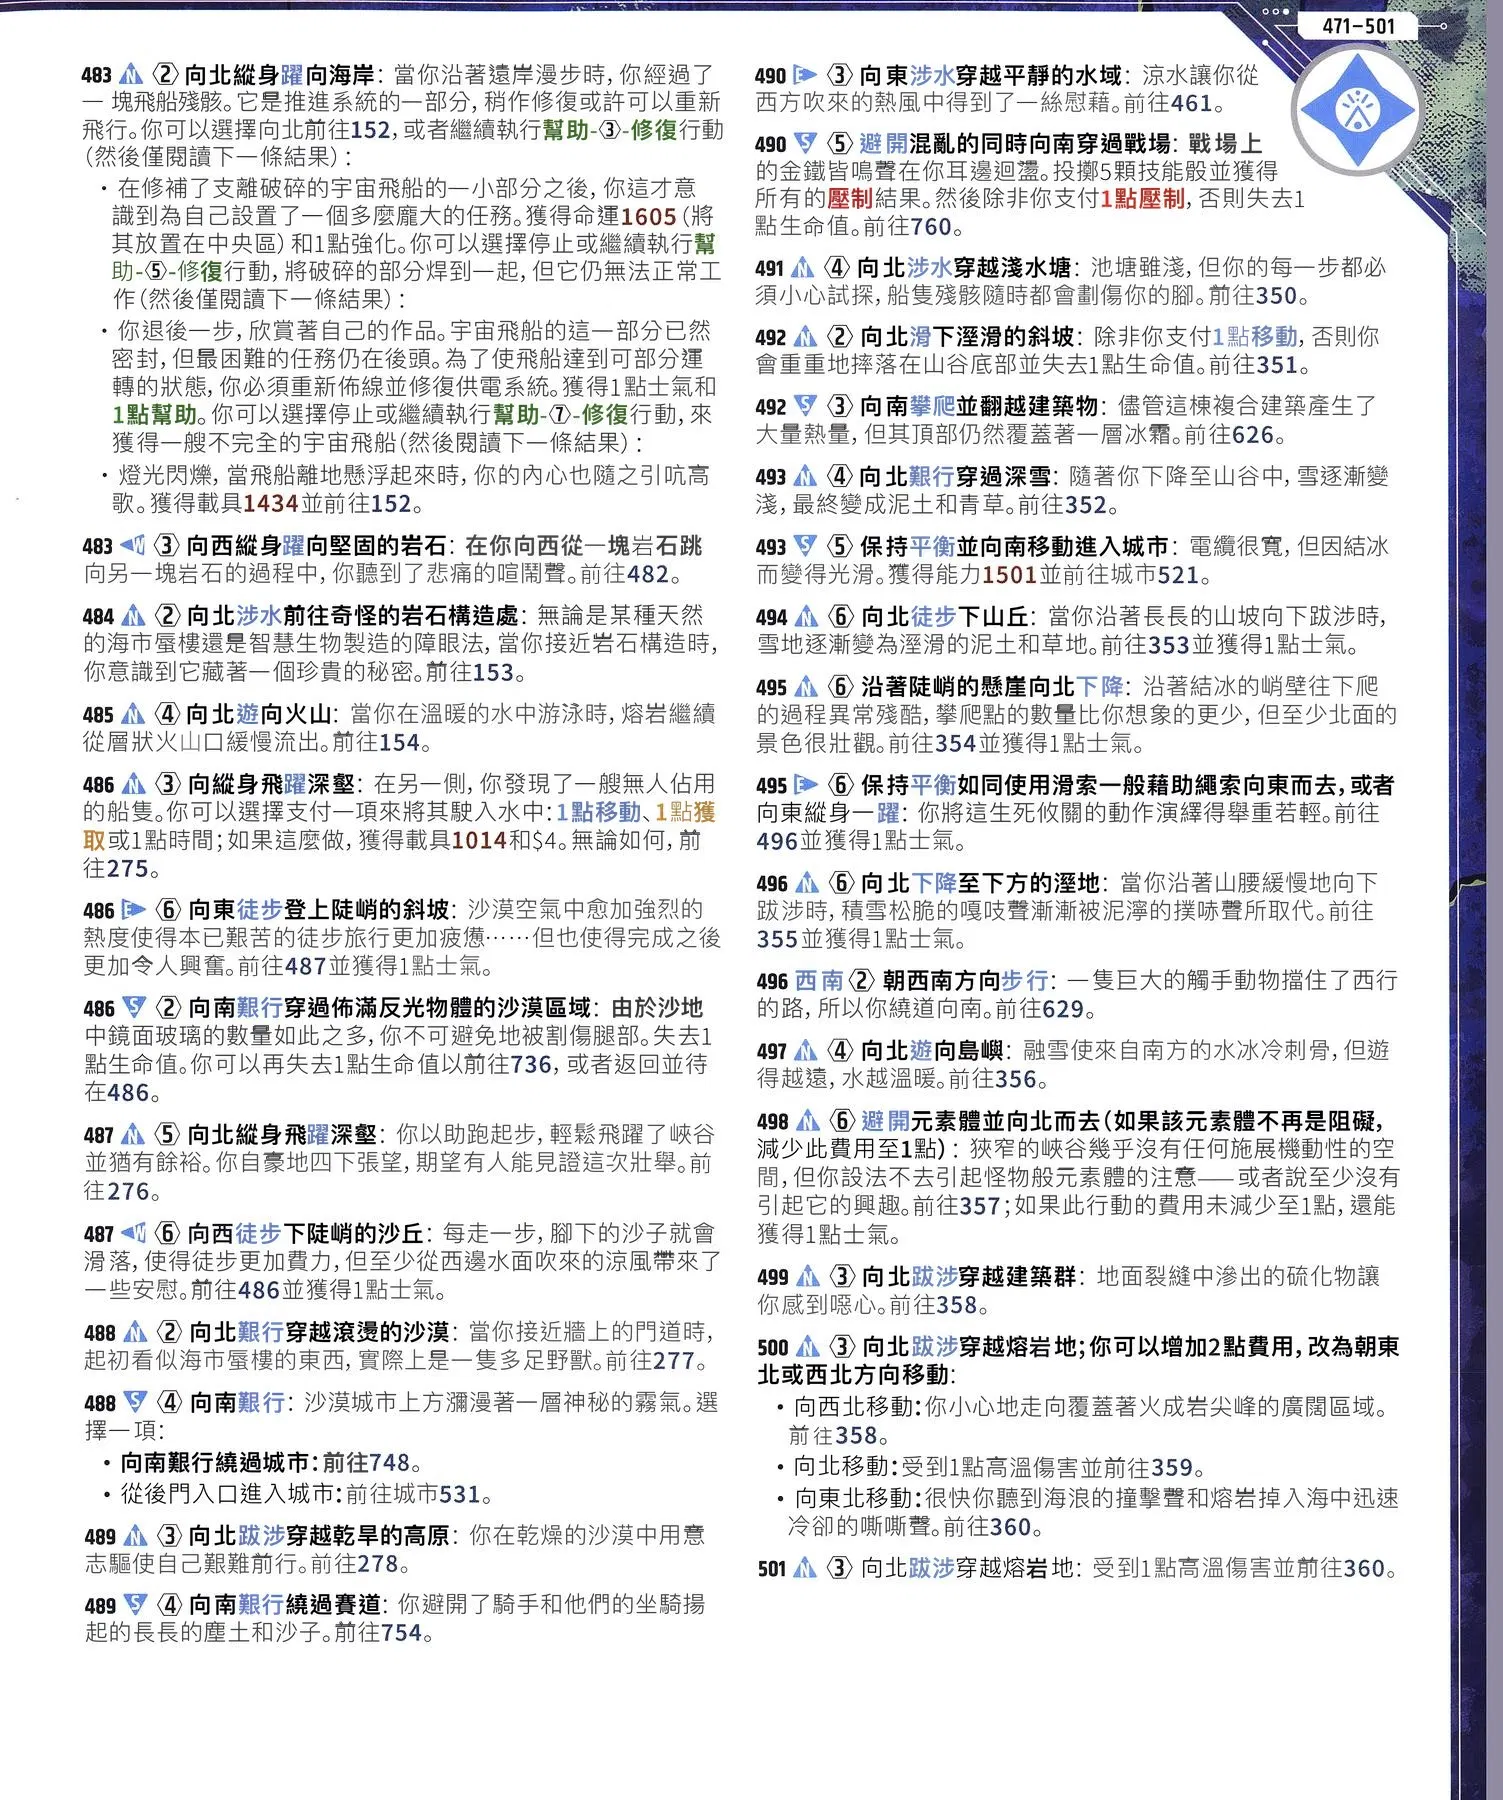 471–501
483 N 2 向北縱身躍向海岸：當你沿著遠岸漫步時，你經過了
一塊飛船殘骸。它是推進系統的一部分，稍作修復或許可以重新
飛行。你可以選擇向北前往152，或者繼續執行幫助-3-修復行動
（然後僅閱讀下一條結果）：
・在修補了支離破碎的宇宙飛船的一小部分之後，你這才意
識到為自己設置了一個多麼龐大的任務。獲得命運1605（將
其放置在中央區）和1點強化。你可以選擇停止或繼續執行幫
助-5-修復行動，將破碎的部分焊到一起，但它仍無法正常工
作（然後僅閱讀下一條結果）：
・你退後一步，欣賞著自己的作品。宇宙飛船的這一部分已然
密封，但最困難的任務仍在後頭。為了使飛船達到可部分運
轉的狀態，你必須重新佈線並修復供電系統。獲得1點士氣和
1點幫助。你可以選擇停止或繼續執行幫助-7-修復行動，來
獲得一艘不完全的宇宙飛船（然後閱讀下一條結果）：
・燈光閃爍，當飛船離地懸浮起來時，你的內心也隨之引吭高
歌。獲得載具1434並前往152。
483 W 3 向西縱身躍向堅固的岩石：在你向西從一塊岩石跳
向另一塊岩石的過程中，你聽到了悲痛的喧鬧聲。前往482。
484 N 2 向北涉水前往奇怪的岩石構造處：無論是某種天然
的海市蜃樓還是智慧生物製造的障眼法，當你接近岩石構造時，
你意識到它藏著一個珍貴的秘密。前往153。
485 N 4 向北遊向火山：當你在溫暖的水中游泳時，熔岩繼續
從層狀火山口緩慢流出。前往154。
486 N 3 向縱身飛躍深壑：在另一側，你發現了一艘無人佔用
的船隻。你可以選擇支付一項來將其駛入水中：1點移動、1點獲
取或1點時間；如果這麼做，獲得載具1014和$4。無論如何，前
往275。
486 E 6 向東徒步登上陡峭的斜坡：沙漠空氣中愈加強烈的
熱度使得本已艱苦的徒步旅行更加疲憊……但也使得完成之後
更加令人興奮。前往487並獲得1點士氣。
486 S 2 向南艱行穿過佈滿反光物體的沙漠區域：由於沙地
中鏡面玻璃的數量如此之多，你不可避免地被割傷腿部。失去1
點生命值。你可以再失去1點生命值以前往736，或者返回並待
在486。
487 N 5 向北縱身飛躍深壑：你以助跑起步，輕鬆飛躍了峽谷
並猶有餘裕。你自豪地四下張望，期望有人能見證這次壯舉。前
往276。
487 W 6 向西徒步下陡峭的沙丘：每走一步，腳下的沙子就會
滑落，使得徒步更加費力，但至少從西邊水面吹來的涼風帶來了
一些安慰。前往486並獲得1點士氣。
488 N 2 向北艱行穿越滾燙的沙漠：當你接近牆上的門道時，
起初看似海市蜃樓的東西，實際上是一隻多足野獸。前往277。
488 S 4 向南艱行：沙漠城市上方瀰漫著一層神秘的霧氣。選
擇一項：
・向南艱行繞過城市：前往748。
・從後門入口進入城市：前往城市531。
489 N 3 向北跋涉穿越乾旱的高原：你在乾燥的沙漠中用意
志驅使自己艱難前行。前往278。
489 S 4 向南艱行繞過賽道：你避開了騎手和他們的坐騎揚
起的長長的塵土和沙子。前往754。
490 E 3 向東涉水穿越平靜的水域：涼水讓你從
西方吹來的熱風中得到了一絲慰藉。前往461。
490 S 5 避開混亂的同時向南穿過戰場：戰場上
的金鐵皆鳴聲在你耳邊迴盪。投擲5顆技能骰並獲得
所有的壓制結果。然後除非你支付1點壓制，否則失去1
點生命值。前往760。
491 N 4 向北涉水穿越淺水塘：池塘雖淺，但你的每一步都必
須小心試探，船隻殘骸隨時都會劃傷你的腳。前往350。
492 N 2 向北滑下溼滑的斜坡：除非你支付1點移動，否則你
會重重地摔落在山谷底部並失去1點生命值。前往351。
492 S 3 向南攀爬並翻越建築物：儘管這棟複合建築產生了
大量熱量，但其頂部仍然覆蓋著一層冰霜。前往626。
493 N 4 向北艱行穿過深雪：隨著你下降至山谷中，雪逐漸變
淺，最終變成泥土和青草。前往352。
493 S 5 保持平衡並向南移動進入城市：電纜很寬，但因結冰
而變得光滑。獲得能力1501並前往城市521。
494 N 6 向北徒步下山丘：當你沿著長長的山坡向下跋涉時，
雪地逐漸變為溼滑的泥土和草地。前往353並獲得1點士氣。
495 N 6 沿著陡峭的懸崖向北下降：沿著結冰的峭壁往下爬
的過程異常殘酷，攀爬點的數量比你想象的更少，但至少北面的
景色很壯觀。前往354並獲得1點士氣。
495 E 6 保持平衡如同使用滑索一般藉助繩索向東而去，或者
向東縱身一躍：你將這生死攸關的動作演繹得舉重若輕。前往
496並獲得1點士氣。
496 N 6 向北下降至下方的溼地：當你沿著山腰緩慢地向下
跋涉時，積雪松脆的嘎吱聲漸漸被泥濘的撲哧聲所取代。前往
355並獲得1點士氣。
496 西南 2 朝西南方向步行：一隻巨大的觸手動物擋住了西行
的路，所以你繞道向南。前往629。
497 N 4 向北遊向島嶼：融雪使來自南方的水冰冷刺骨，但遊
得越遠，水越溫暖。前往356。
498 N 6 避開元素體並向北而去（如果該元素體不再是阻礙，
減少此費用至1點）：狹窄的峽谷幾乎沒有任何施展機動性的空
間，但你設法不去引起怪物般元素體的注意——或者說至少沒有
引起它的興趣。前往357；如果此行動的費用未減少至1點，還能
獲得1點士氣。
499 N 3 向北跋涉穿越建築群：地面裂縫中滲出的硫化物讓
你感到噁心。前往358。
500 N 3 向北跋涉穿越熔岩地；你可以增加2點費用，改為朝東
北或西北方向移動：
・向西北移動：你小心地走向覆蓋著火成岩尖峰的廣闊區域。
前往358。
・向北移動：受到1點高溫傷害並前往359。
・向東北移動：很快你聽到海浪的撞擊聲和熔岩掉入海中迅速
冷卻的嘶嘶聲。前往360。
501 N 3 向北跋涉穿越熔岩地：受到1點高溫傷害並前往360。